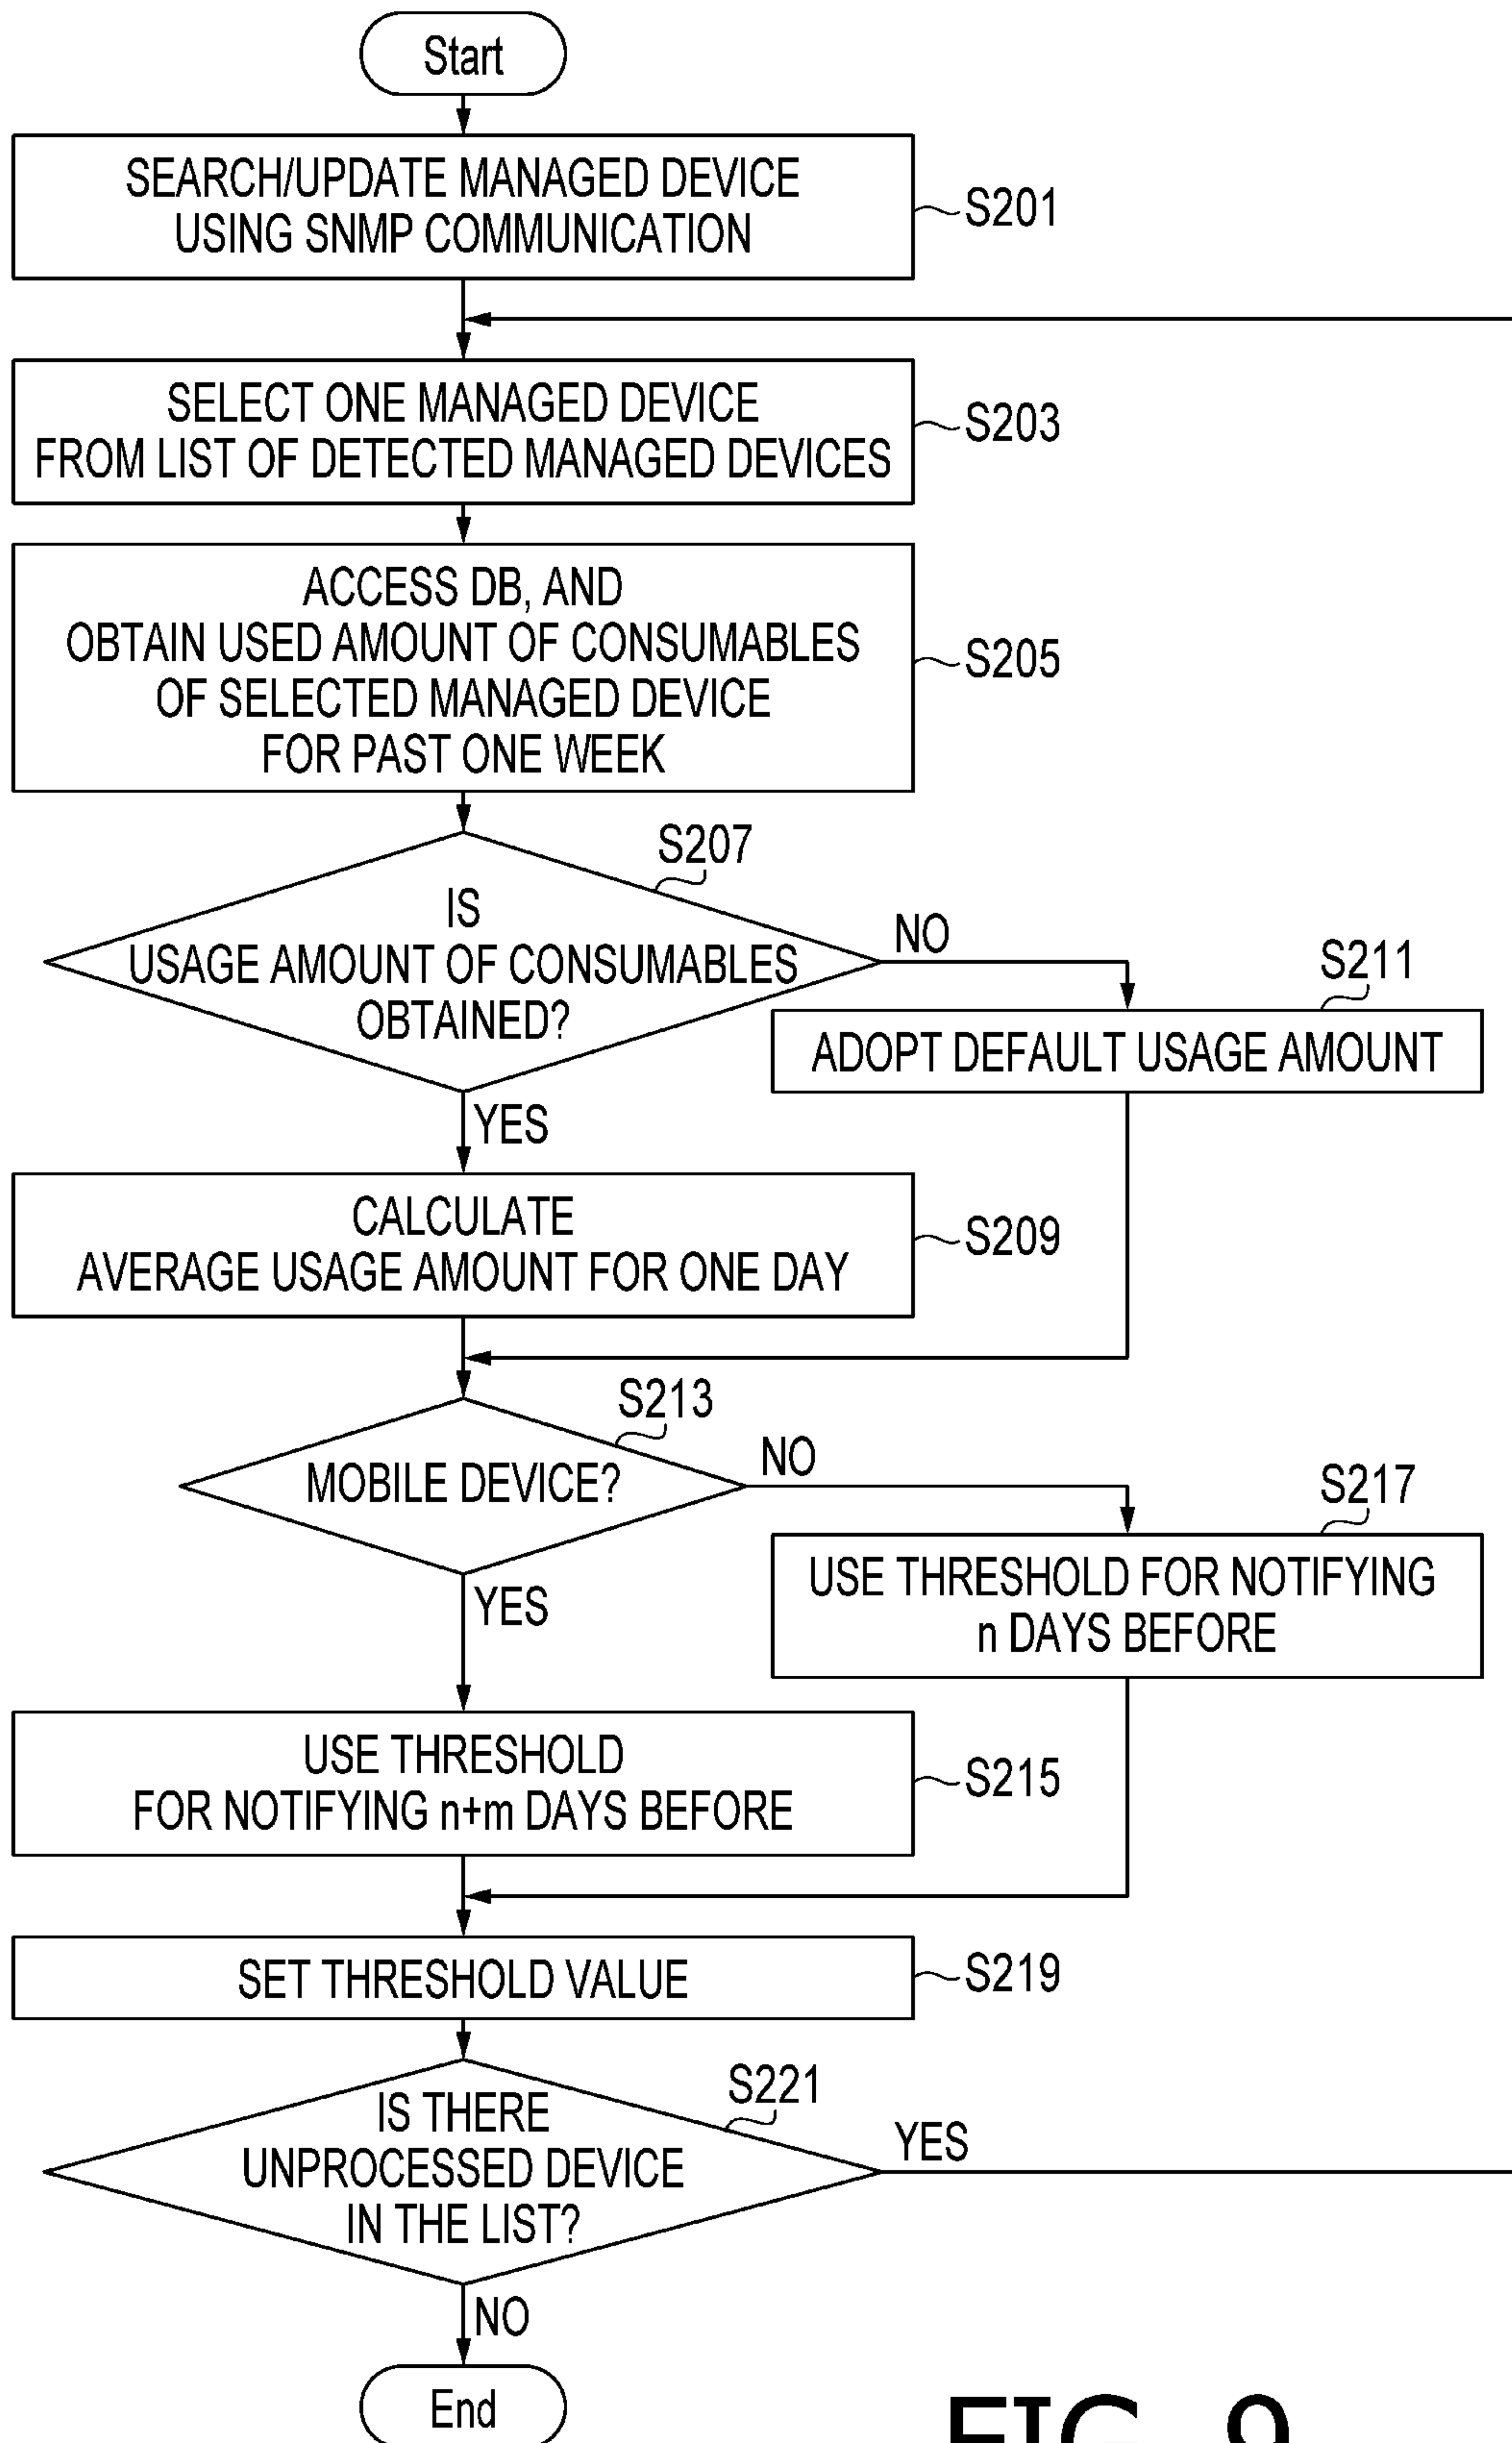 Start
SEARCH/UPDATE MANAGED DEVICE
USING SNMP COMMUNICATION
S201
SELECT ONE MANAGED DEVICE
FROM LIST OF DETECTED MANAGED DEVICES
S203
ACCESS DB, AND
OBTAIN USED AMOUNT OF CONSUMABLES
OF SELECTED MANAGED DEVICE
FOR PAST ONE WEEK
S205
S207
IS
USAGE AMOUNT OF CONSUMABLES
OBTAINED?
NO
S211
ADOPT DEFAULT USAGE AMOUNT
YES
CALCULATE
AVERAGE USAGE AMOUNT FOR ONE DAY
S209
S213
MOBILE DEVICE?
NO
S217
USE THRESHOLD FOR NOTIFYING
n DAYS BEFORE
YES
USE THRESHOLD
FOR NOTIFYING n+m DAYS BEFORE
S215
SET THRESHOLD VALUE
S219
S221
IS THERE
UNPROCESSED DEVICE
IN THE LIST?
YES
NO
End
FIG. 9